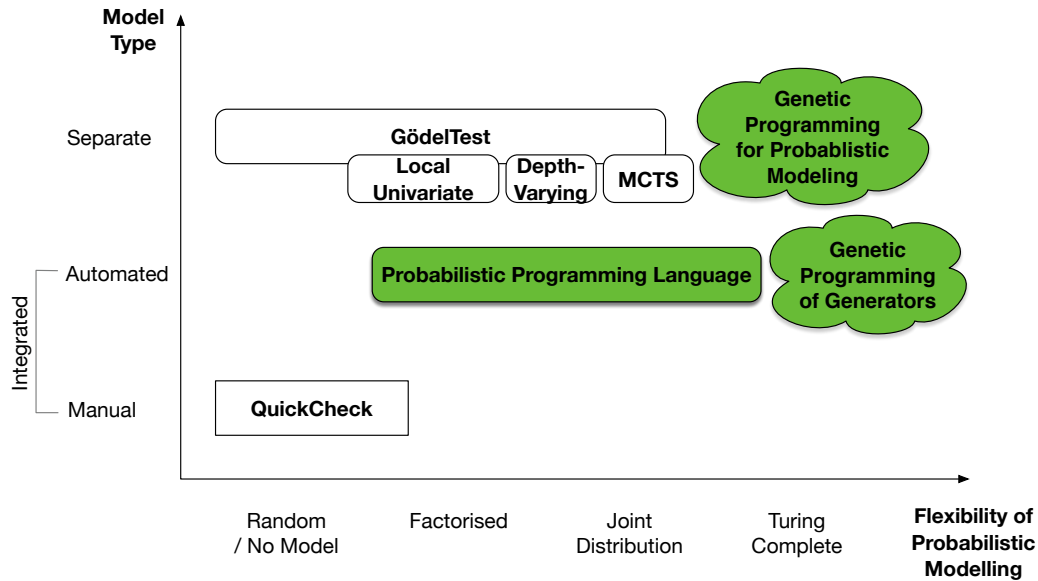 Model
Type
Separate
GödelTest
Local
Univariate
Depth-
Varying
MCTS
Genetic
Programming
for Probablistic
Modeling
Integrated
Automated
Probabilistic Programming Language
Genetic
Programming
of Generators
Manual
QuickCheck
Random
/ No Model
Factorised
Joint
Distribution
Turing
Complete
Flexibility of
Probabilistic
Modelling